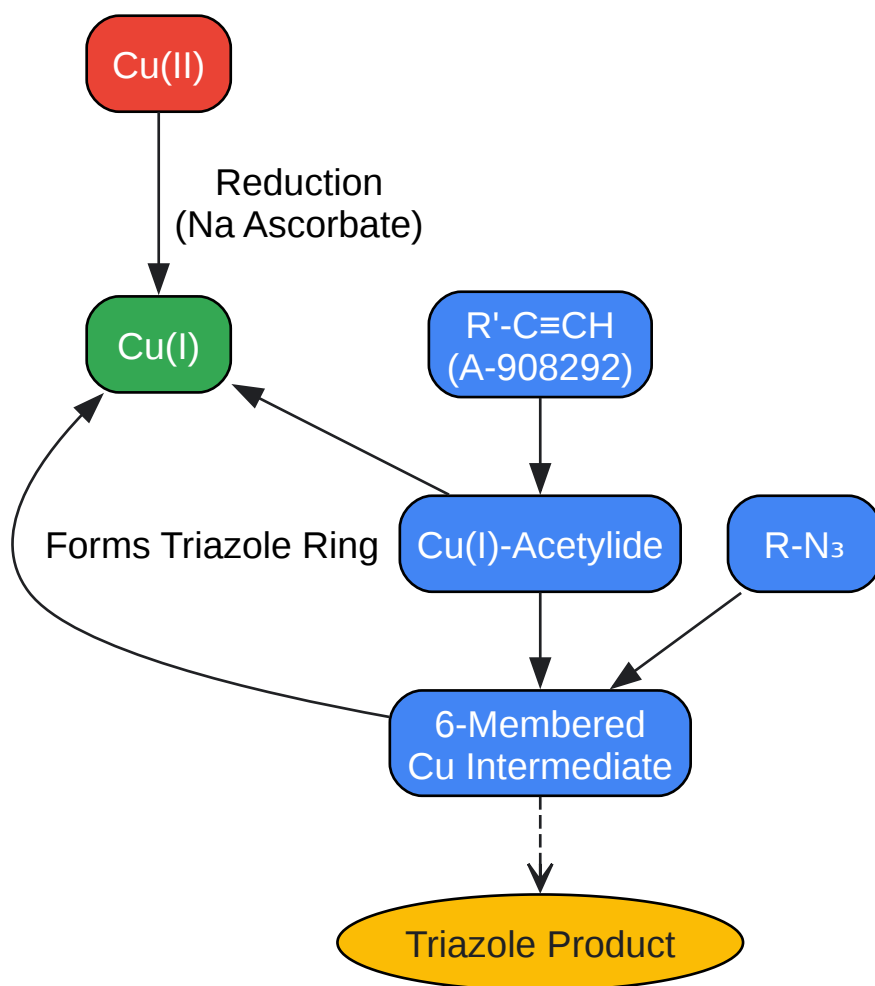 Cu(II)
Reduction
(Na Ascorbate)
Cu(I)
R'-C≡CH
(A-908292)
Forms Triazole Ring
Cu(I)-Acetylide
R-N₃
6-Membered
Cu Intermediate
Triazole Product